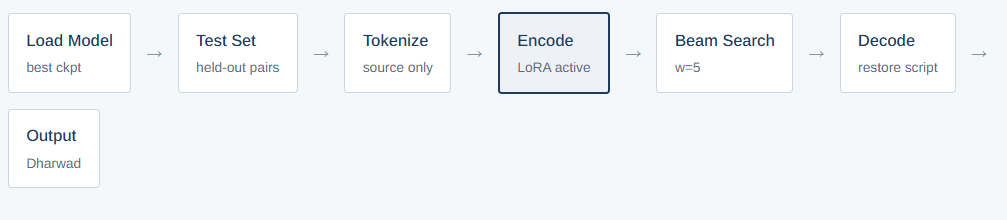 Load Model
best ckpt
→
Test Set
held-out pairs
→
Tokenize
source only
→
Encode
LoRA active
→
Beam Search
w=5
→
Decode
restore script
→
Output
Dharwad